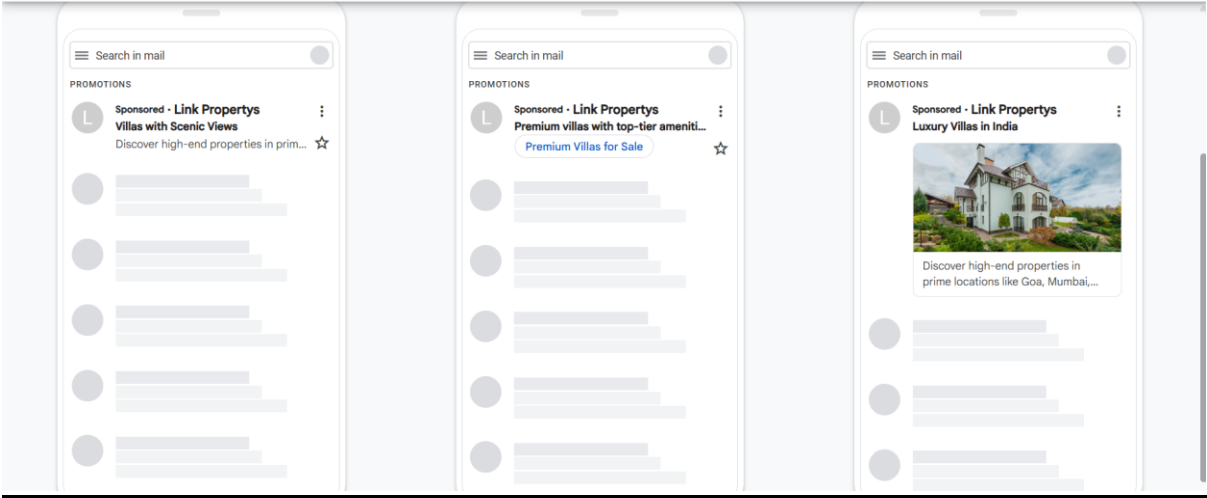 Search in mail
PROMOTIONS
L
Sponsored · Link Propertys
Villas with Scenic Views
Discover high-end properties in prim...
Search in mail
PROMOTIONS
L
Sponsored · Link Propertys
Premium villas with top-tier ameniti...
Premium Villas for Sale
Search in mail
PROMOTIONS
L
Sponsored · Link Propertys
Luxury Villas in India
Discover high-end properties in
prime locations like Goa, Mumbai,...